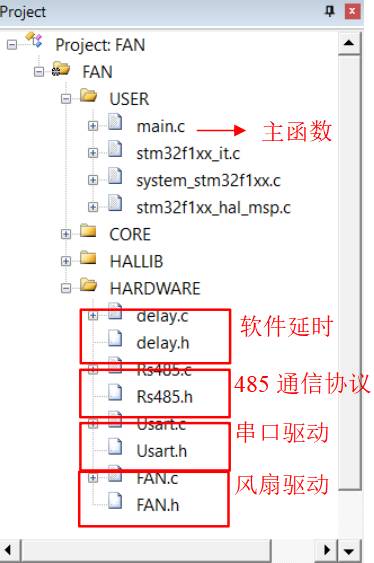 Project
Project: FAN
FAN
USER
main.c 主函数
stm32f1xx_it.c
system_stm32f1xx.c
stm32f1xx_hal_msp.c
CORE
HALLIB
HARDWARE
delay.c 软件延时
delay.h
Rs485.c
Rs485.h 485 通信协议
Usart.c
Usart.h 串口驱动
FAN.c 风扇驱动
FAN.h